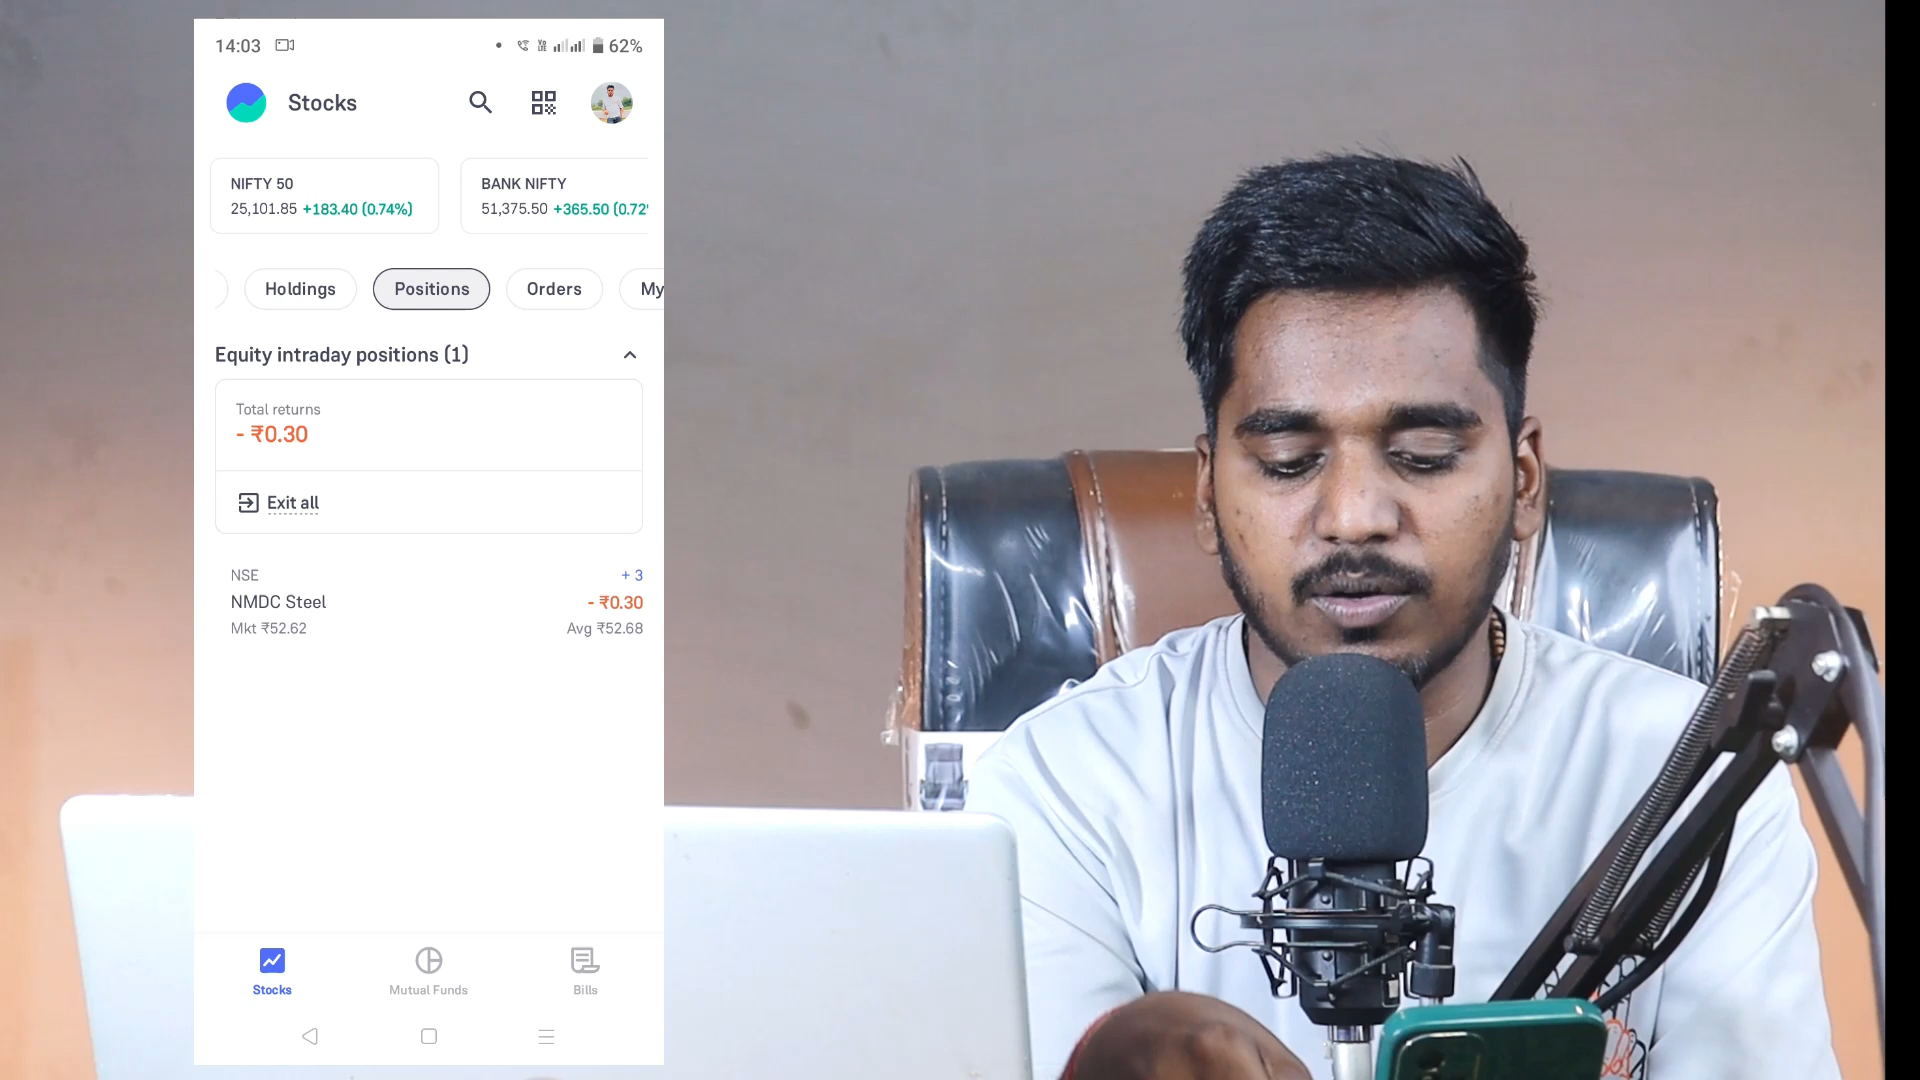 14:03 62%
Stocks
NIFTY 50
25,101.85 +183.40 (0.74%)
BANK NIFTY
51,375.50 +365.50 (0.72
Holdings
Positions
Orders
My
Equity intraday positions (1)
Total returns
- ₹0.30
Exit all
NSE + 3
NMDC Steel - ₹0.30
Mkt ₹52.62 Avg ₹52.68
Stocks
Mutual Funds
Bills